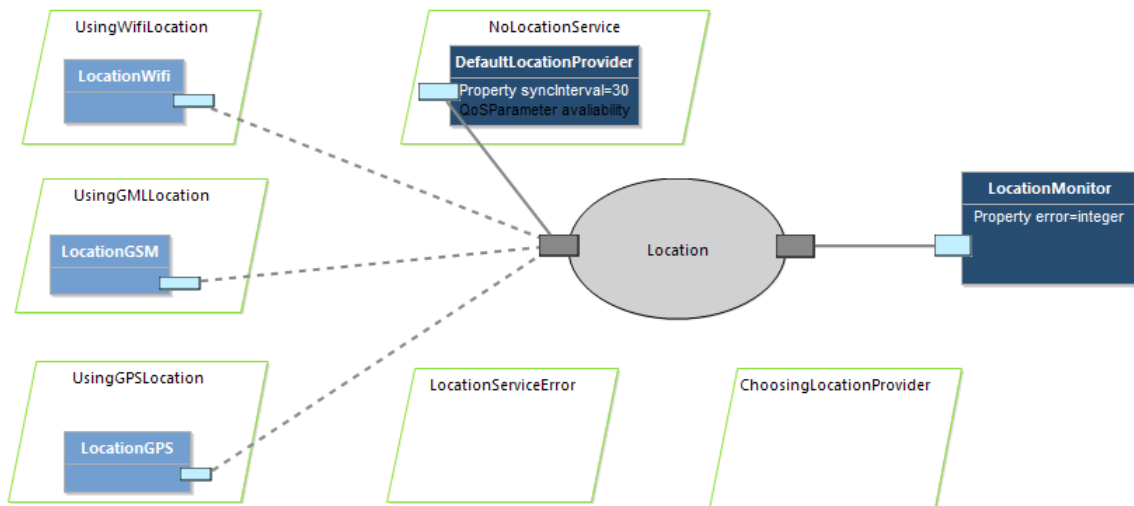 UsingWifiLocation
LocationWifi
NoLocationService
DefaultLocationProvider
Property syncInterval=30
QoSParameter avaliability
UsingGMLLocation
LocationGSM
Location
LocationMonitor
Property error=integer
UsingGPSLocation
LocationGPS
LocationServiceError
ChoosingLocationProvider